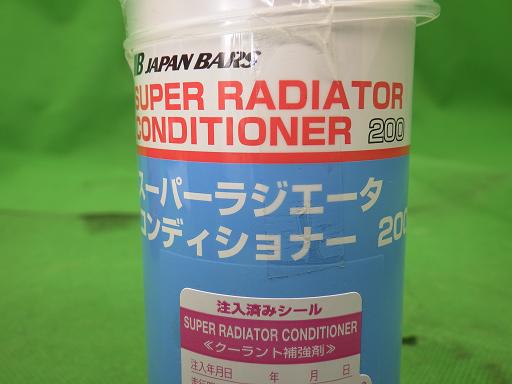 JAPAN BARS
SUPER RADIATOR
CONDITIONER 200
スーパーラジエータ
コンディショナー 200
注入済みシール
SUPER RADIATOR CONDITIONER
≪クーラント補強剤≫
注入年月日 年 月 日